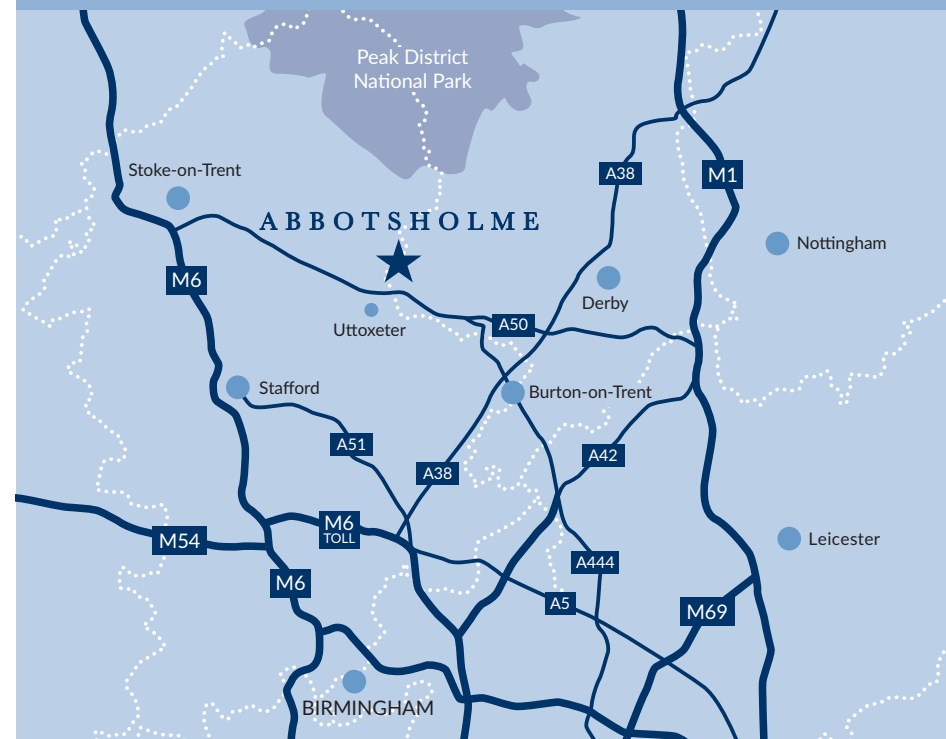 Peak District
National Park
Stoke-on-Trent
A38
M1
ABBOTSHOLME
Nottingham
M6
Derby
A50
Uttoxeter
Stafford
Burton-on-Trent
A51
A42
A38
M6
TOLL
M54
Leicester
A444
M6
A5
M69
BIRMINGHAM